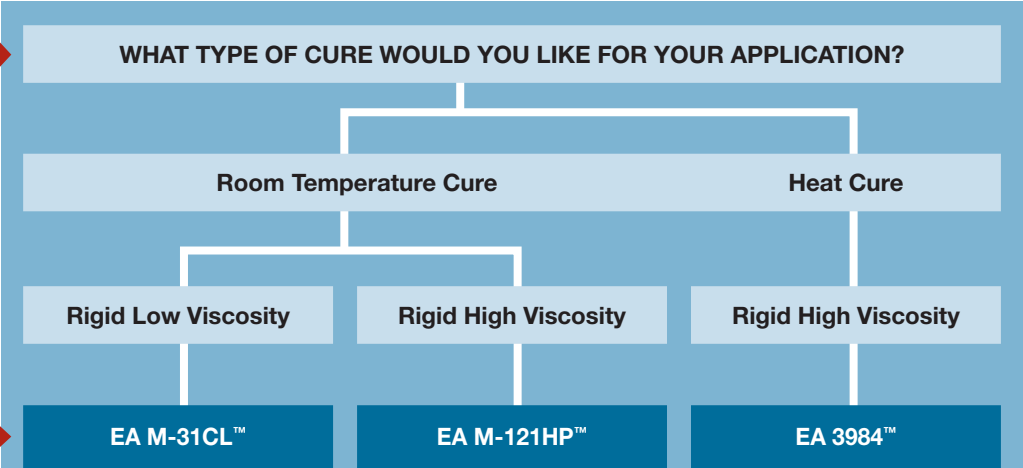 WHAT TYPE OF CURE WOULD YOU LIKE FOR YOUR APPLICATION?
Room Temperature Cure
Heat Cure
Rigid Low Viscosity
Rigid High Viscosity
Rigid High Viscosity
EA M-31CL™
EA M-121HP™
EA 3984™